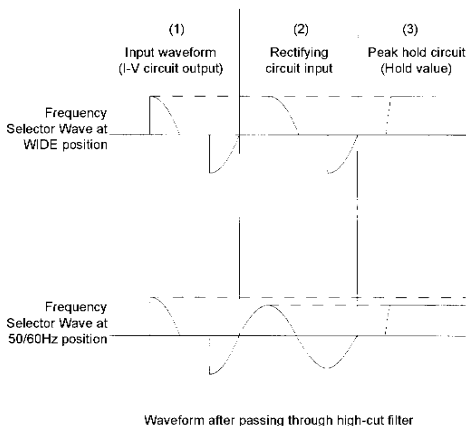 (1)
Input waveform
(I-V circuit output)
(2)
Rectifying
circuit input
(3)
Peak hold circuit
(Hold value)
Frequency
Selector Wave at
WIDE position
Frequency
Selector Wave at
50/60Hz position
Waveform after passing through high-cut filter